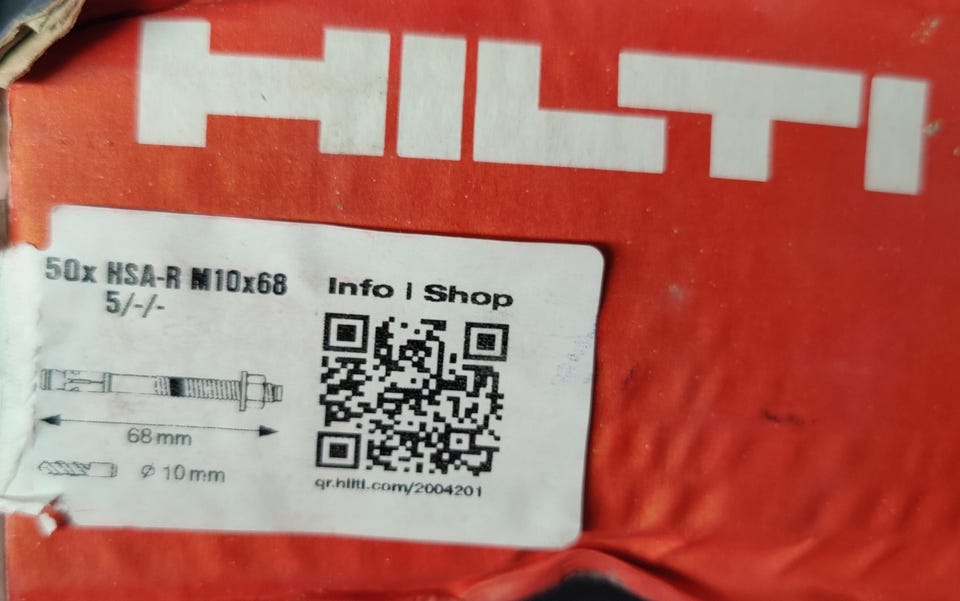 HILTI
50x HSA-R M10x68
5/-/-
Info | Shop
68 mm
Ø 10 mm
qr.hilti.com/2004201